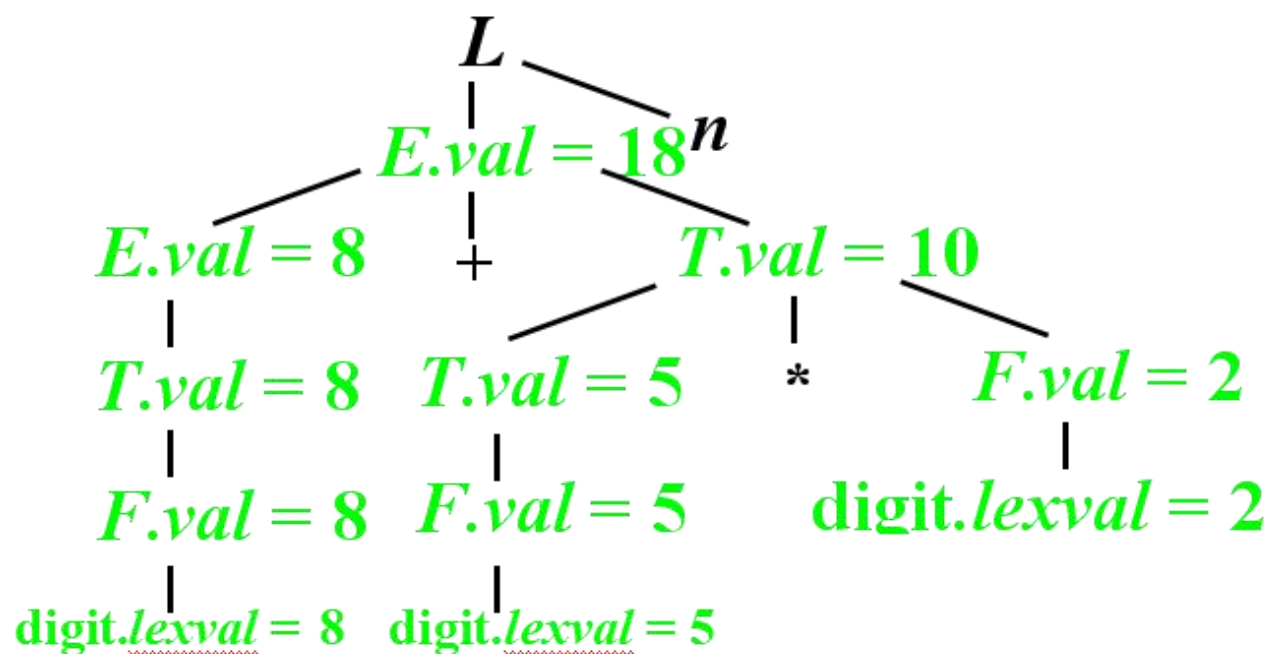 L
n
E.val = 18
E.val = 8
+
T.val = 10
T.val = 8
T.val = 5
*
F.val = 2
F.val = 8
F.val = 5
digit.lexval = 2
digit.lexval = 8
digit.lexval = 5